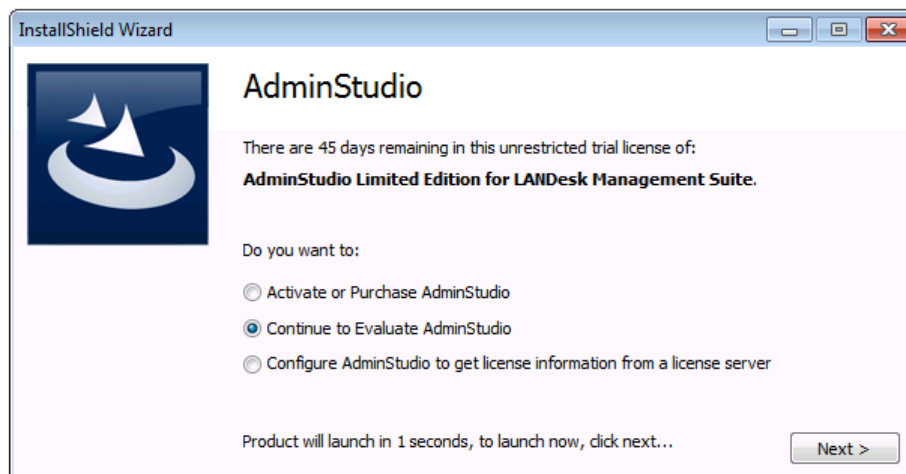 InstallShield Wizard
AdminStudio
There are 45 days remaining in this unrestricted trial license of:
AdminStudio Limited Edition for LANDesk Management Suite.
Do you want to:
Activate or Purchase AdminStudio
Continue to Evaluate AdminStudio
Configure AdminStudio to get license information from a license server
Product will launch in 1 seconds, to launch now, click next...
Next >